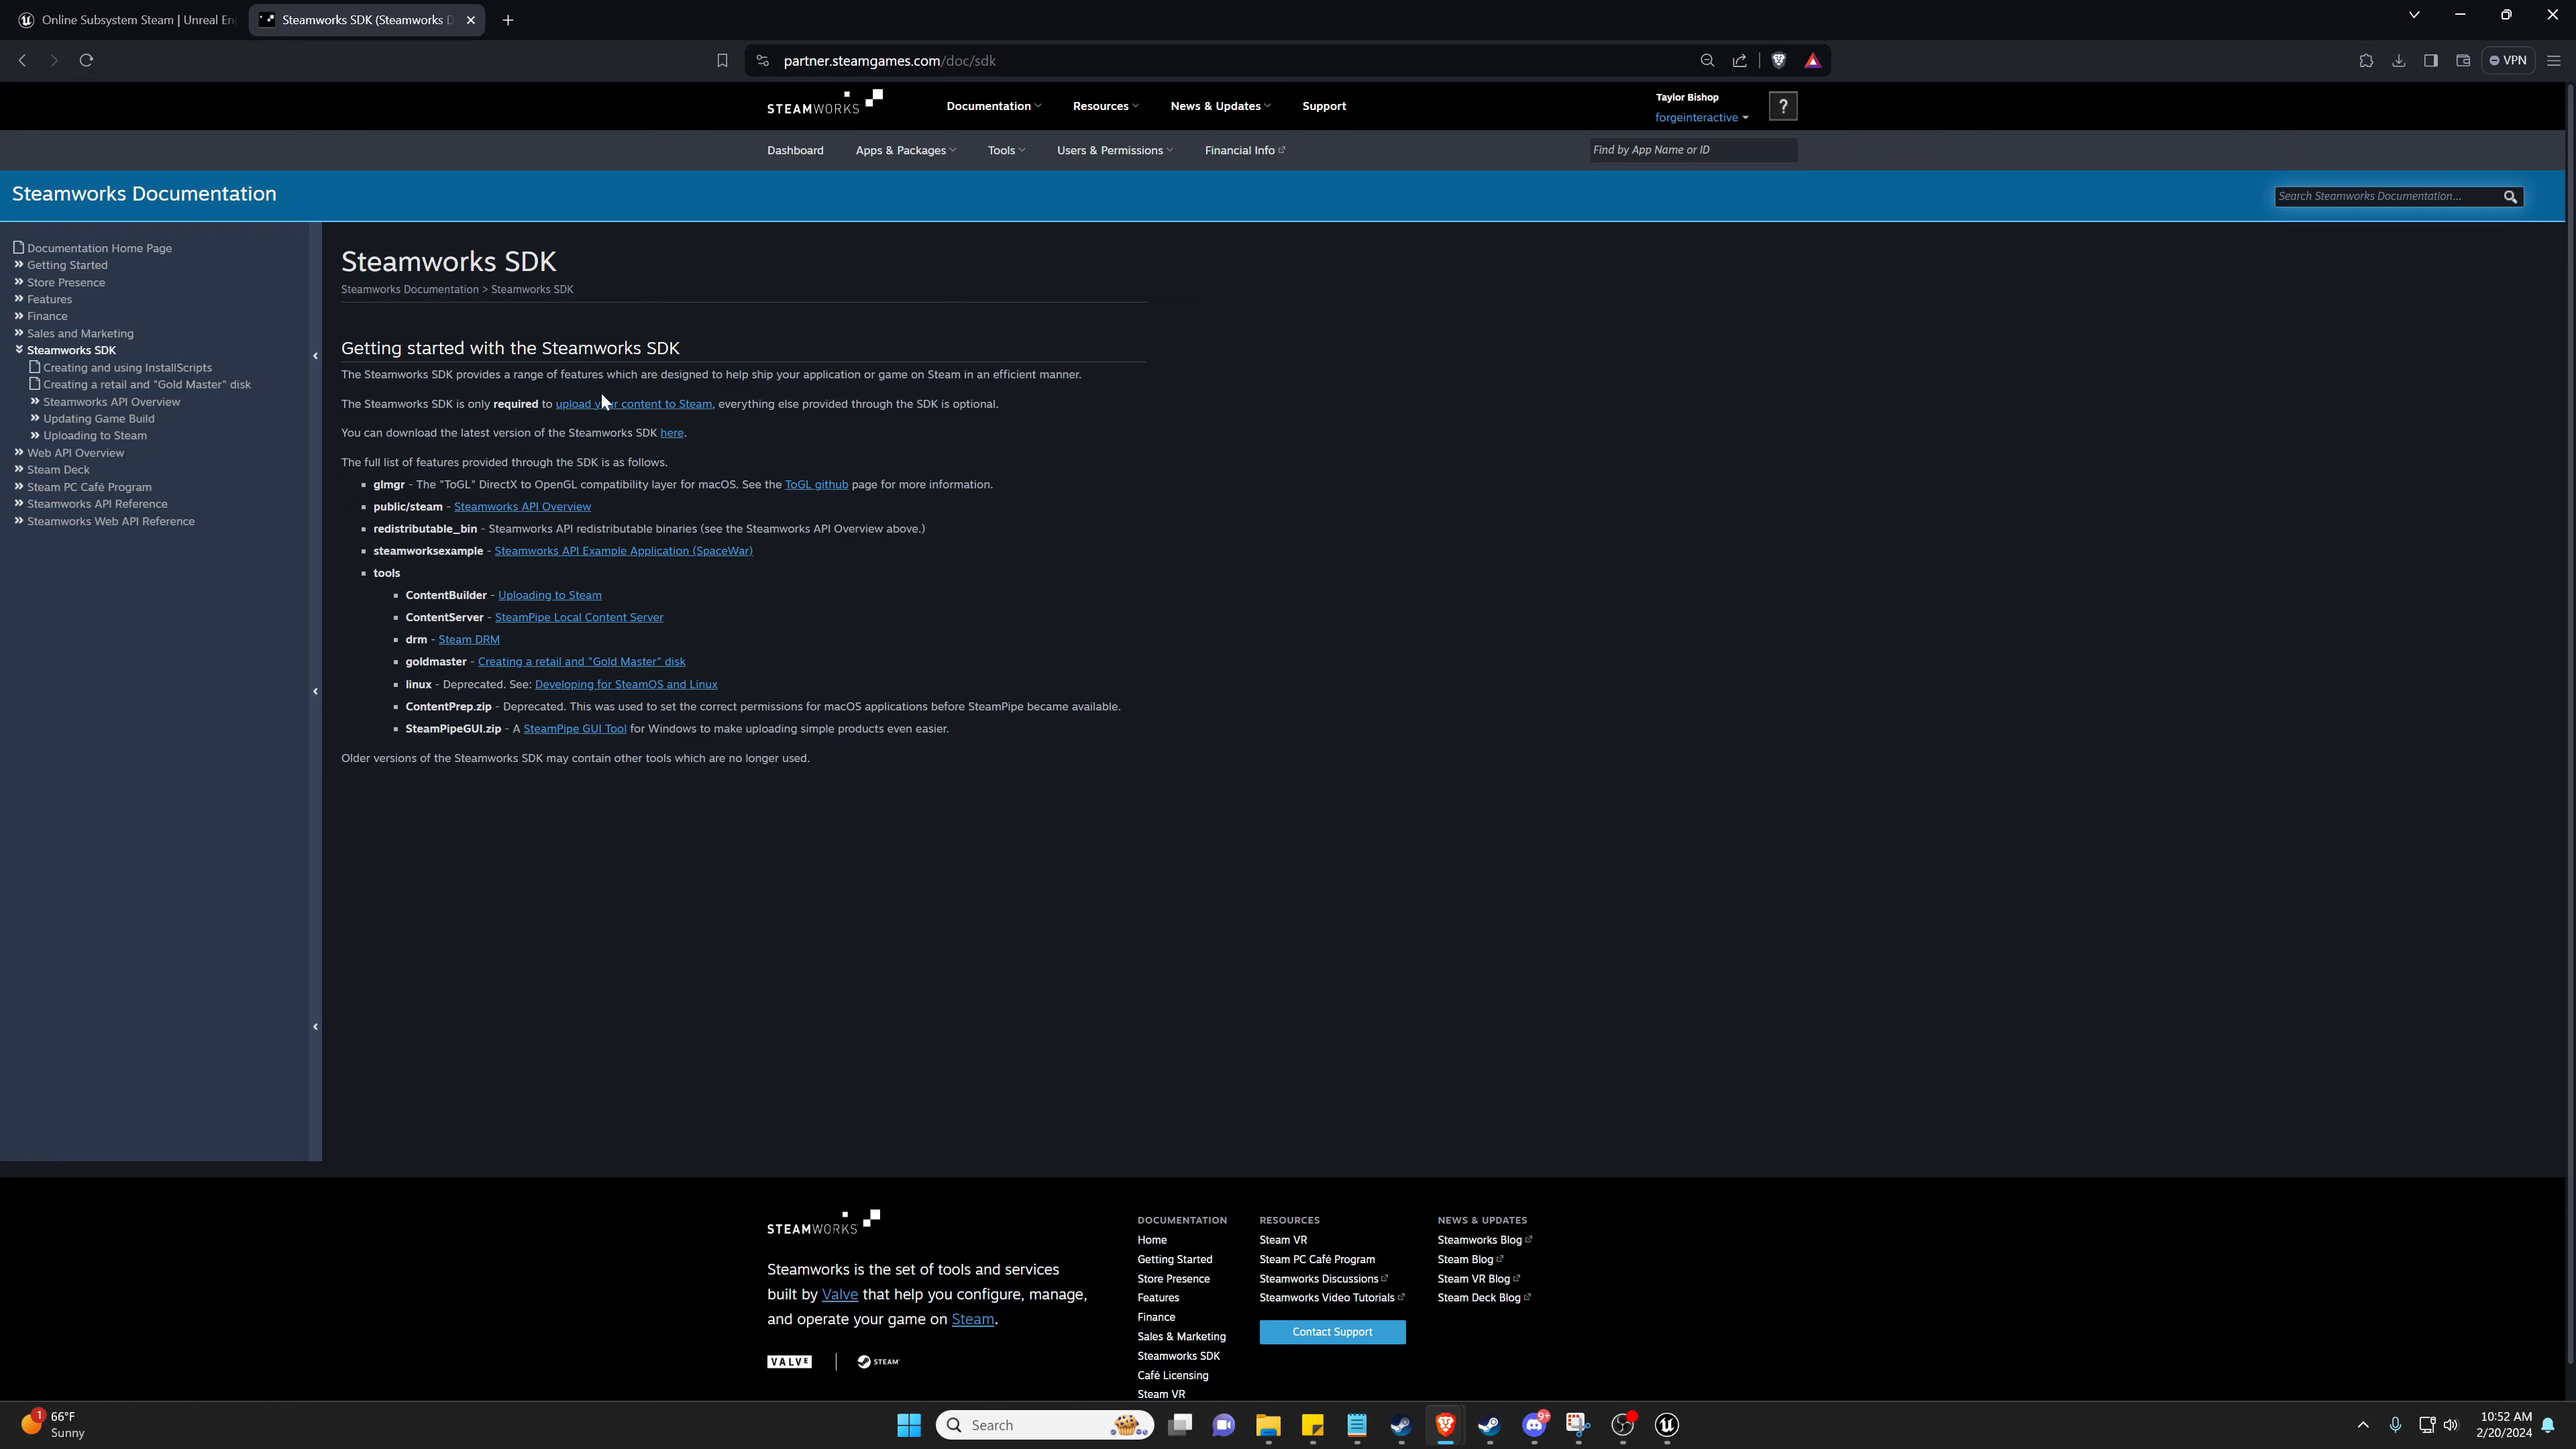 Online Subsystem Steam | Unreal En
Steamworks SDK (Steamworks D
partner.steamgames.com/doc/sdk
VPN
STEAMWORKS
Documentation
Resources
News & Updates
Support
Taylor Bishop
forgeinteractive
?
Dashboard
Apps & Packages
Tools
Users & Permissions
Financial Info
Find by App Name or ID
Steamworks Documentation
Search Steamworks Documentation...
Documentation Home Page
Getting Started
Store Presence
Features
Finance
Sales and Marketing
Steamworks SDK
Creating and using InstallScripts
Creating a retail and "Gold Master" disk
Steamworks API Overview
Updating Game Build
Uploading to Steam
Web API Overview
Steam Deck
Steam PC Café Program
Steamworks API Reference
Steamworks Web API Reference
Steamworks SDK
Steamworks Documentation > Steamworks SDK
Getting started with the Steamworks SDK
The Steamworks SDK provides a range of features which are designed to help ship your application or game on Steam in an efficient manner.
The Steamworks SDK is only required to upload your content to Steam, everything else provided through the SDK is optional.
You can download the latest version of the Steamworks SDK here.
The full list of features provided through the SDK is as follows.
glmgr - The "ToGL" DirectX to OpenGL compatibility layer for macOS. See the ToGL github page for more information.
public/steam - Steamworks API Overview
redistributable_bin - Steamworks API redistributable binaries (see the Steamworks API Overview above.)
steamworksexample - Steamworks API Example Application (SpaceWar)
tools
ContentBuilder - Uploading to Steam
ContentServer - SteamPipe Local Content Server
drm - Steam DRM
goldmaster - Creating a retail and "Gold Master" disk
linux - Deprecated. See: Developing for SteamOS and Linux
ContentPrep.zip - Deprecated. This was used to set the correct permissions for macOS applications before SteamPipe became available.
SteamPipeGUI.zip - A SteamPipe GUI Tool for Windows to make uploading simple products even easier.
Older versions of the Steamworks SDK may contain other tools which are no longer used.
STEAMWORKS
Steamworks is the set of tools and services
built by Valve that help you configure, manage,
and operate your game on Steam.
VALVE
STEAM
DOCUMENTATION
Home
Getting Started
Store Presence
Features
Finance
Sales & Marketing
Steamworks SDK
Café Licensing
Steam VR
RESOURCES
Steam VR
Steam PC Café Program
Steamworks Discussions
Steamworks Video Tutorials
Contact Support
NEWS & UPDATES
Steamworks Blog
Steam Blog
Steam VR Blog
Steam Deck Blog
1
66°F
Sunny
Search
9+
10:52 AM
2/20/2024